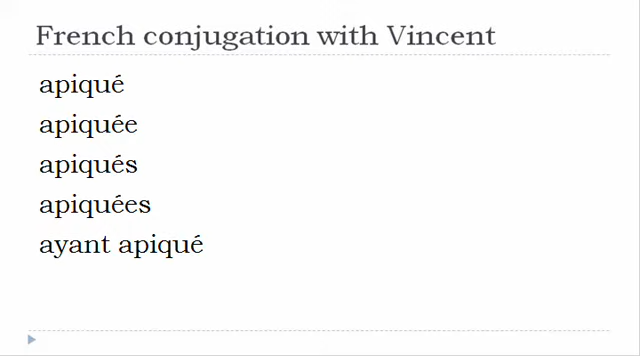 French conjugation with Vincent
apiqué
apiquée
apiqués
apiquées
ayant apiqué